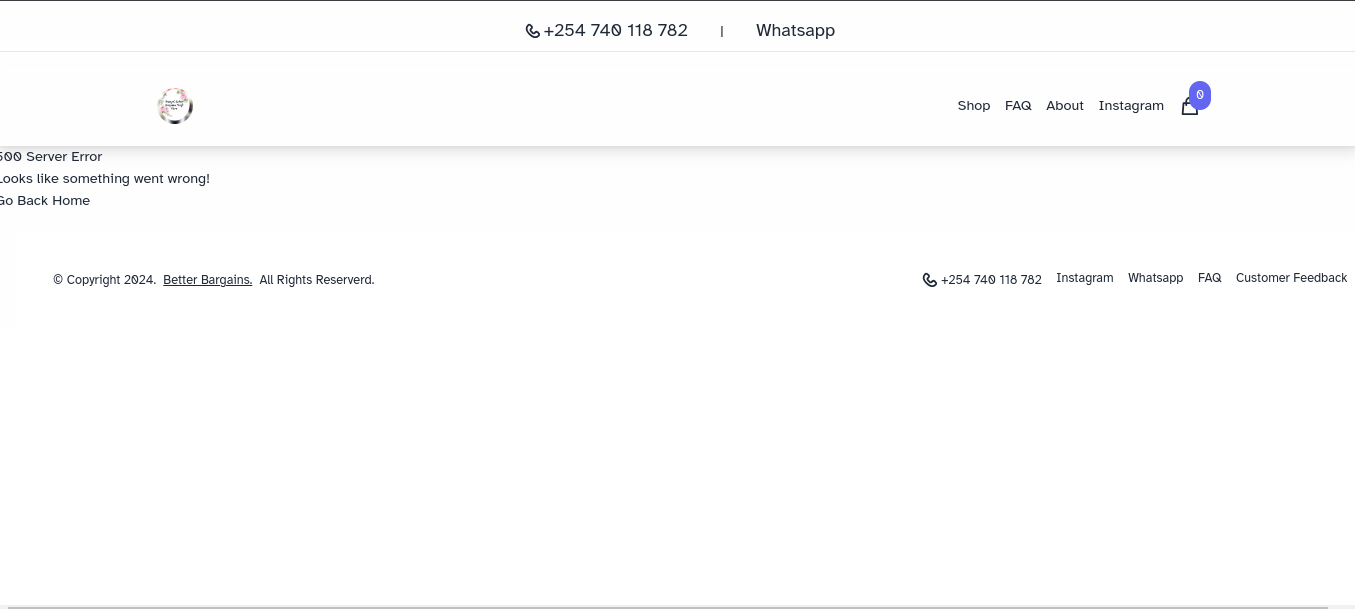 +254 740 118 782 | Whatsapp
Shop FAQ About Instagram 0
500 Server Error
Looks like something went wrong!
Go Back Home
© Copyright 2024. Better Bargains. All Rights Reserverd.
+254 740 118 782 Instagram Whatsapp FAQ Customer Feedback